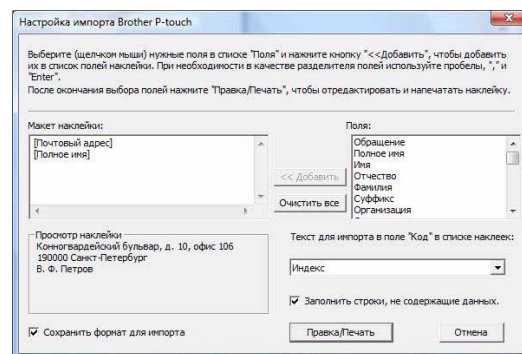 Настройка импорта Brother P-touch
Выберите (щелчком мыши) нужные поля в списке "Поля" и нажмите кнопку "<<Добавить", чтобы добавить
их в список полей наклейки. При необходимости в качестве разделителя полей используйте пробелы, "," и
"Enter".
После окончания выбора полей нажмите "Правка/Печать", чтобы отредактировать и напечатать наклейку.
Макет наклейки:
[Почтовый адрес]
[Полное имя]
<< Добавить
Очистить все
Поля:
Обращение
Полное имя
Имя
Отчество
Фамилия
Суффикс
Организация
Просмотр наклейки
Конногвардейский бульвар, д. 10, офис 106
190000 Санкт-Петербург
В. Ф. Петров
Текст для импорта в поле "Код" в списке наклеек:
Индекс
Заполнить строки, не содержащие данных.
Сохранить формат для импорта
Правка/Печать
Отмена